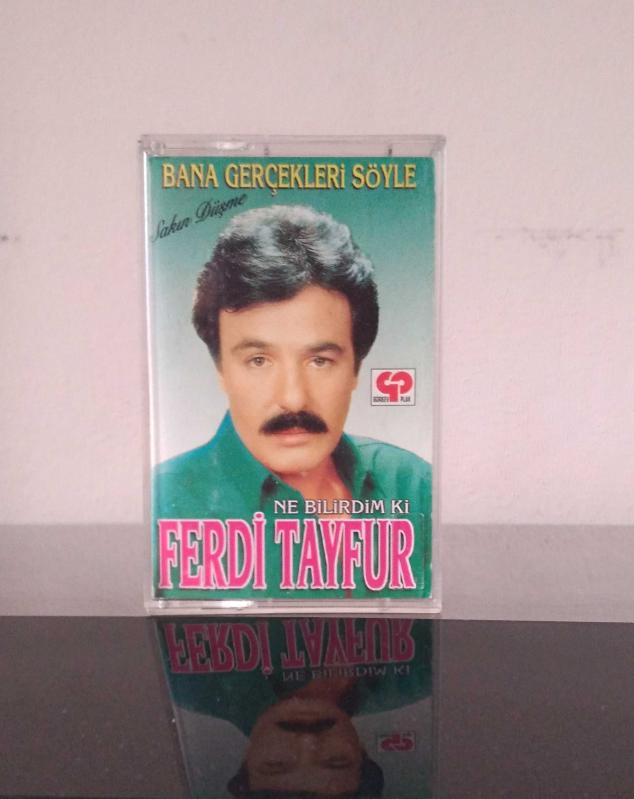 BANA GERÇEKLERİ SÖYLE
Sakın Düşme
NE BİLİRDİM Kİ
FERDİ TAYFUR